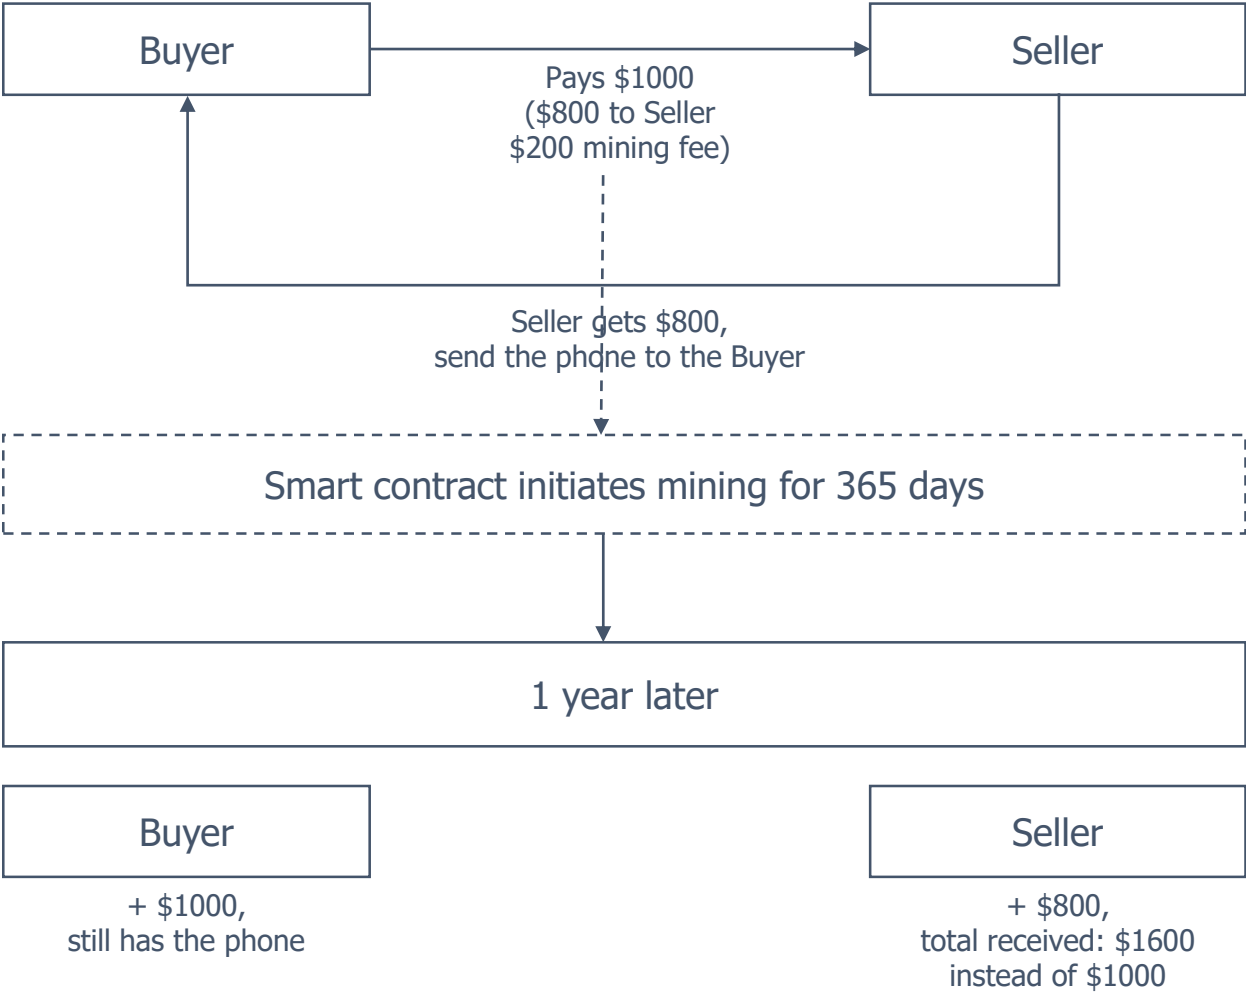 Buyer
Seller
Pays $1000
($800 to Seller
$200 mining fee)
Seller gets $800,
send the phone to the Buyer
Smart contract initiates mining for 365 days
1 year later
Buyer
Seller
+ $1000,
still has the phone
+ $800,
total received: $1600
instead of $1000